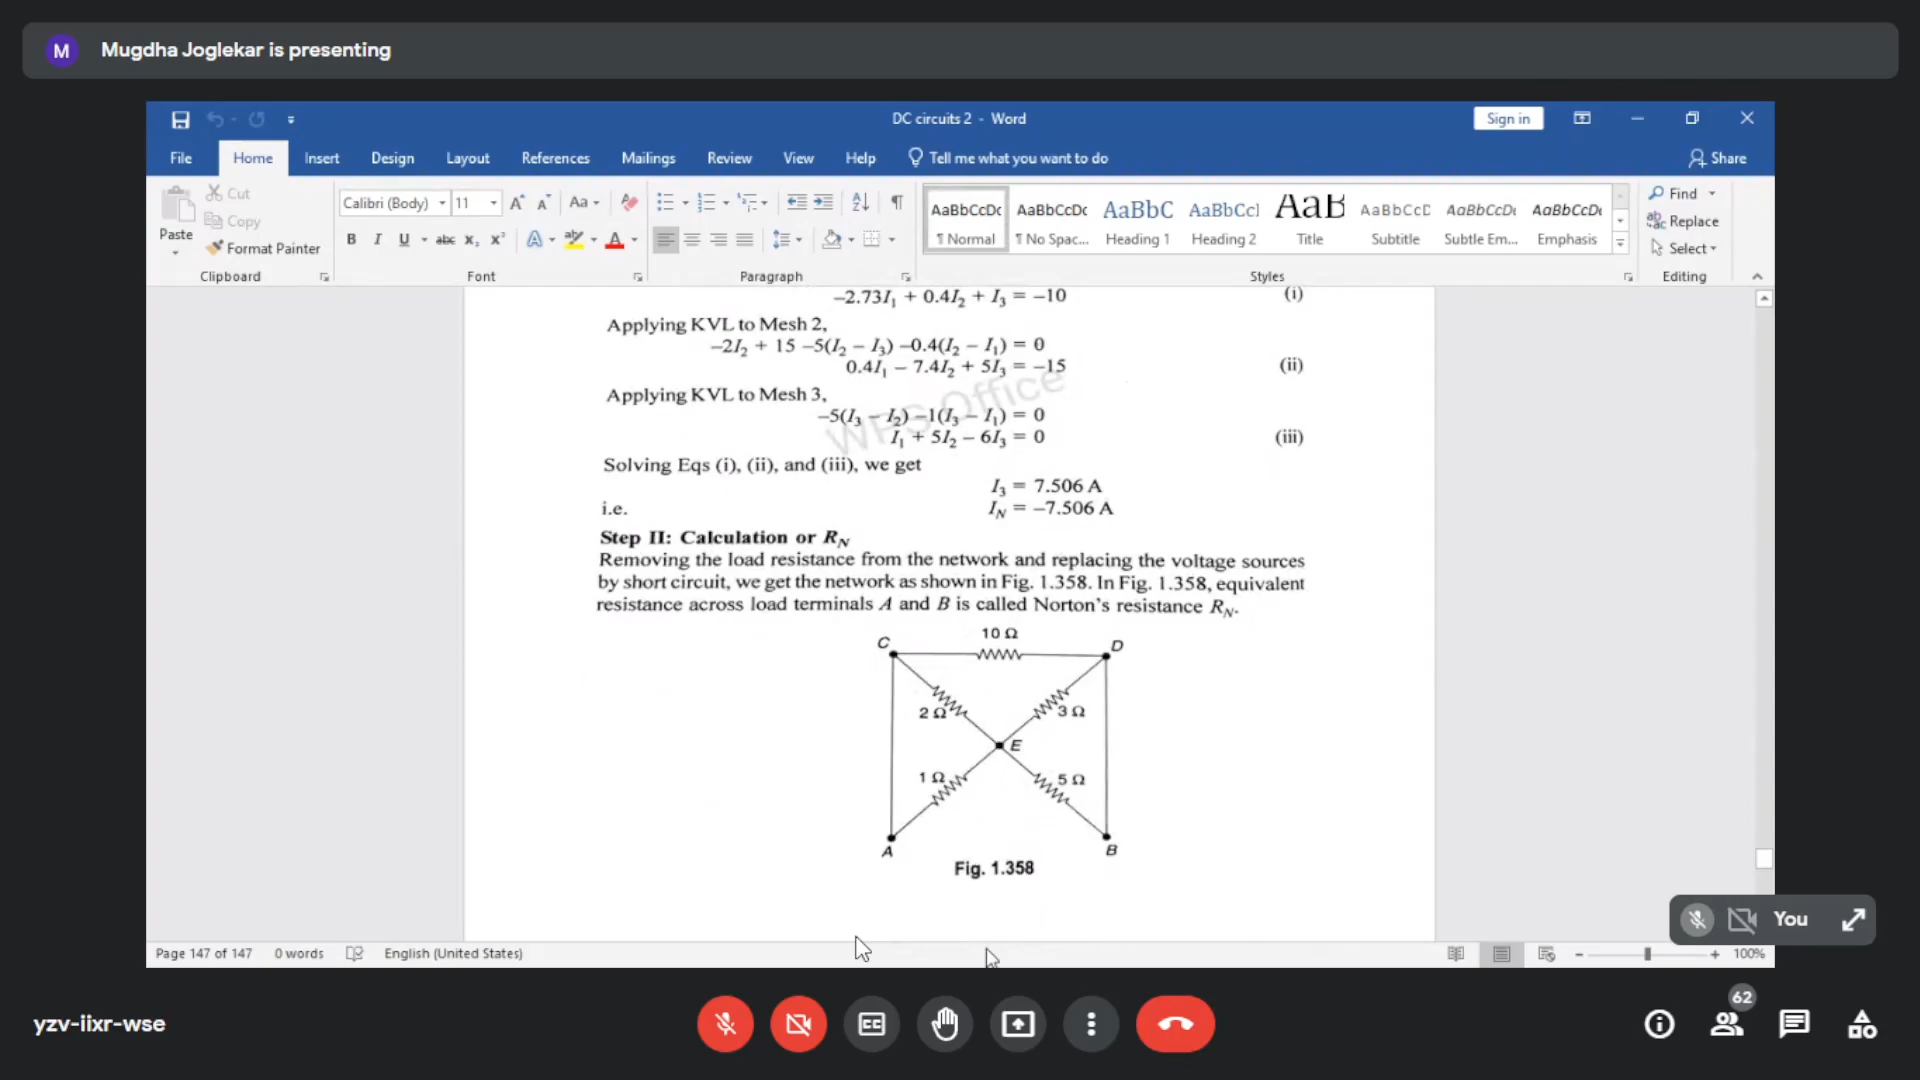 M
Mugdha Joglekar is presenting
DC circuits 2 - Word
Sign in
File Home Insert Design Layout References Mailings Review View Help Tell me what you want to do Share
Paste
Cut
Copy
Format Painter
Clipboard
Calibri (Body) 11
Font
Paragraph
AaBbCcDc ¶ Normal
AaBbCcDc ¶ No Spac...
AaBbC Heading 1
AaBbCcl Heading 2
AaB Title
AaBbCcD Subtitle
AaBbCcDt Subtle Em...
AaBbCcDt Emphasis
Styles
Find
Replace
Select
Editing
−2.73I₁ + 0.4I₂ + I₃ = −10 (i)
Applying KVL to Mesh 2,
−2I₂ + 15 −5(I₂ − I₃) −0.4(I₂ − I₁) = 0
0.4I₁ − 7.4I₂ + 5I₃ = −15 (ii)
Applying KVL to Mesh 3,
−5(I₃ − I₂) −1(I₃ − I₁) = 0
I₁ + 5I₂ − 6I₃ = 0 (iii)
WPS Office
Solving Eqs (i), (ii), and (iii), we get
I₃ = 7.506 A
i.e. I_N = −7.506 A
Step II: Calculation or R_N
Removing the load resistance from the network and replacing the voltage sources
by short circuit, we get the network as shown in Fig. 1.358. In Fig. 1.358, equivalent
resistance across load terminals A and B is called Norton's resistance R_N.
10 Ω
C D
2 Ω 3 Ω
E
1 Ω 5 Ω
A B
Fig. 1.358
You
Page 147 of 147 0 words English (United States) 100%
yzv-iixr-wse
62